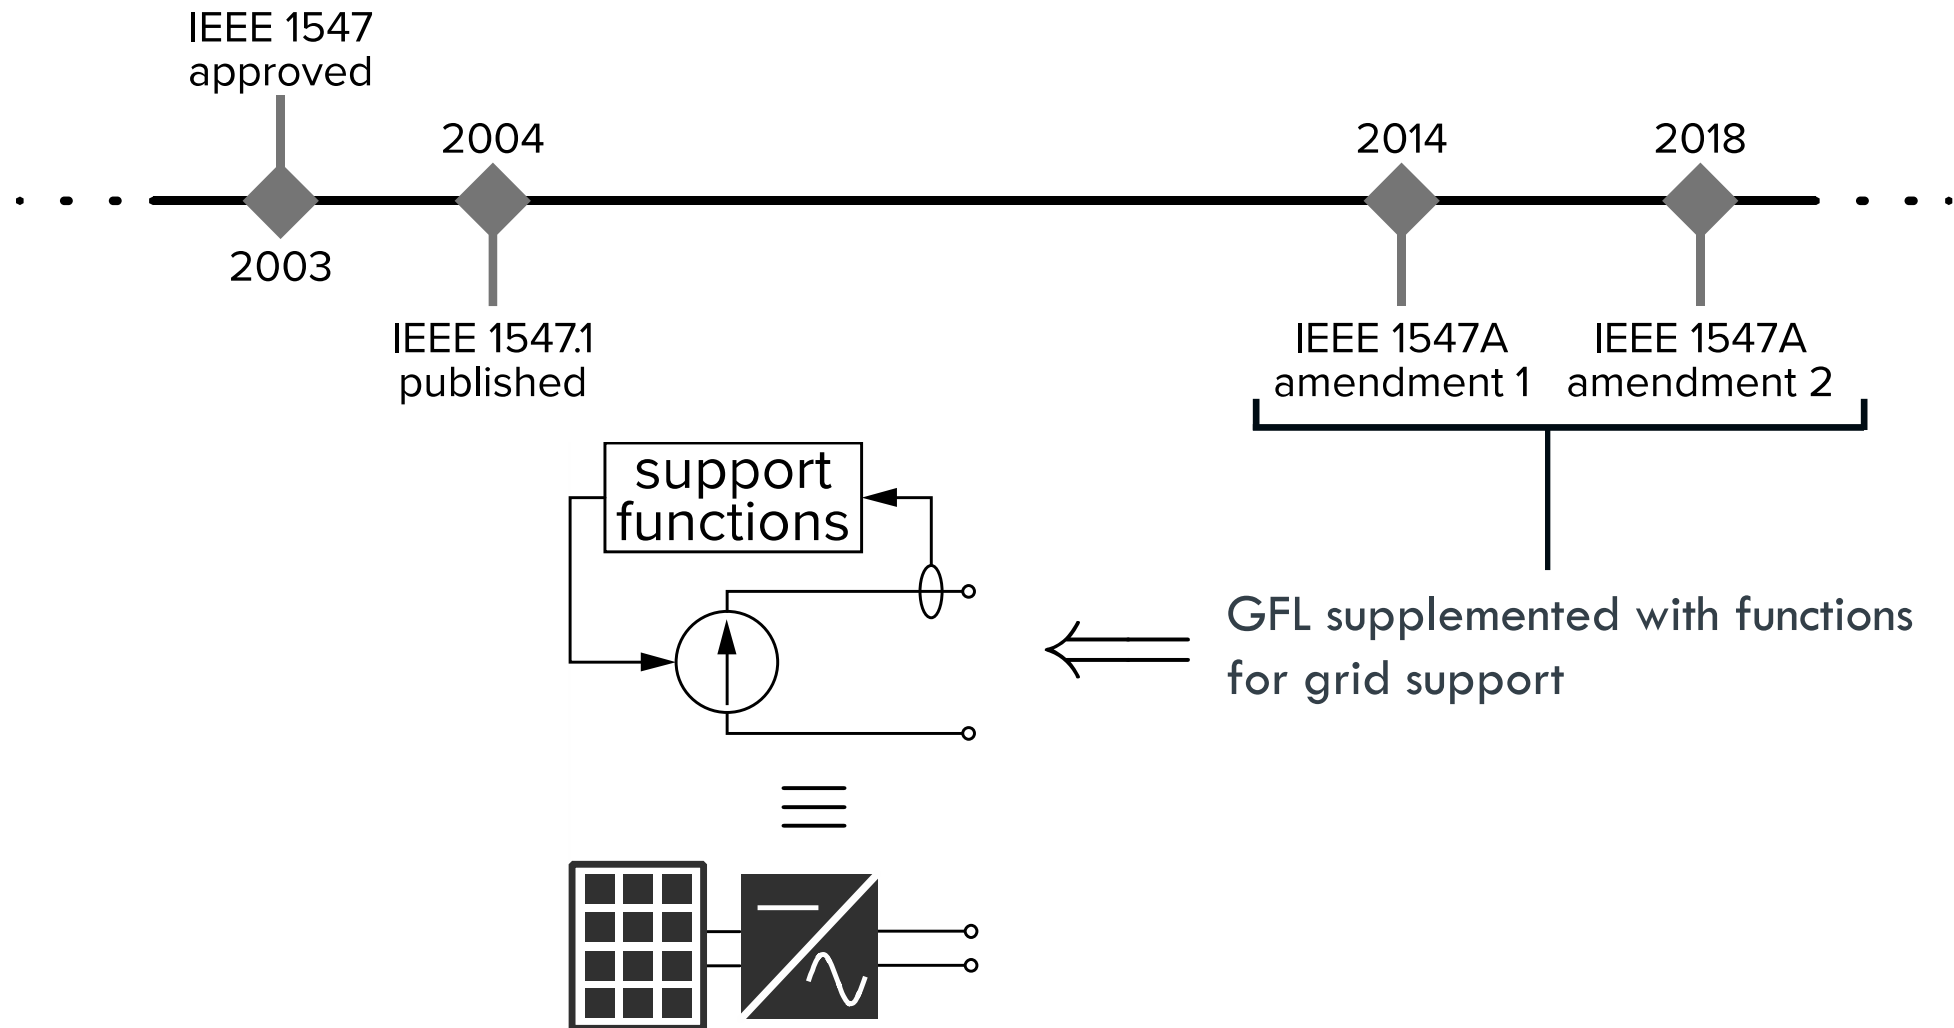 IEEE 1547
approved
2003
2004
IEEE 1547.1
published
2014
IEEE 1547A
amendment 1
2018
IEEE 1547A
amendment 2
support
functions
GFL supplemented with functions
for grid support